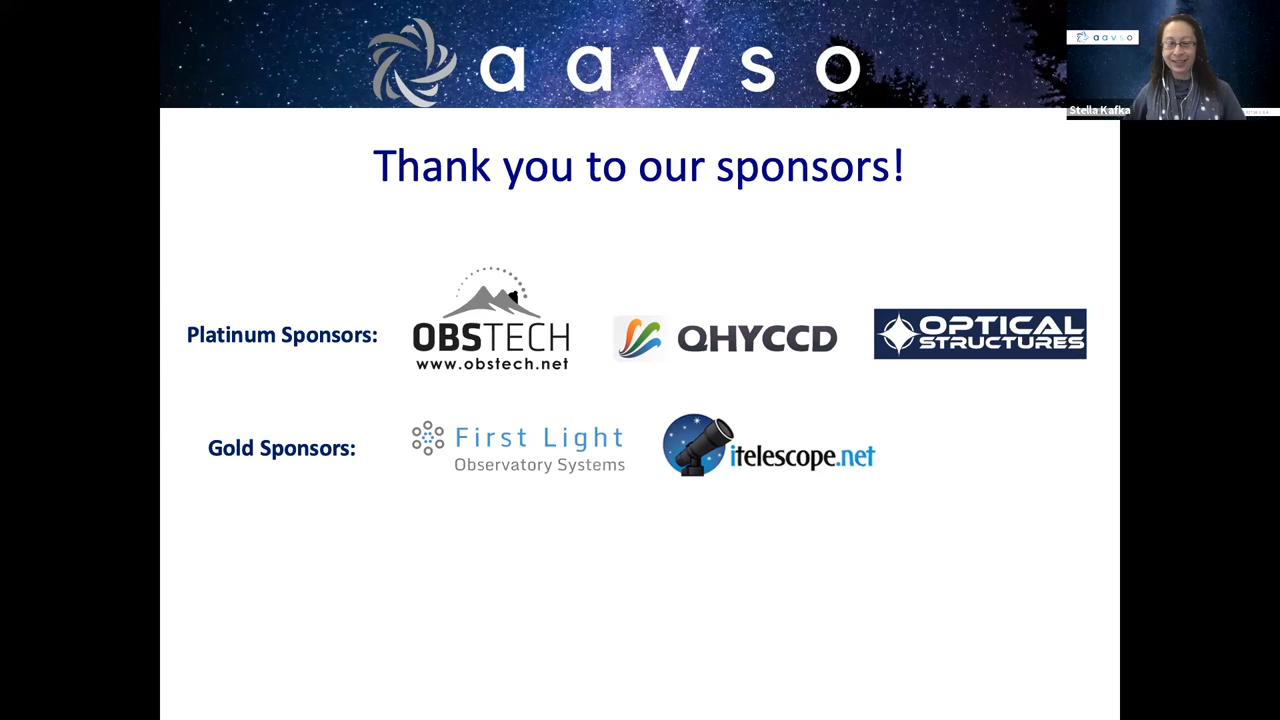 aavso
aavso
Stella Kafka
Thank you to our sponsors!
Platinum Sponsors:
OBSTECH
www.obstech.net
QHYCCD
OPTICAL
STRUCTURES
Gold Sponsors:
First Light
Observatory Systems
itelescope.net